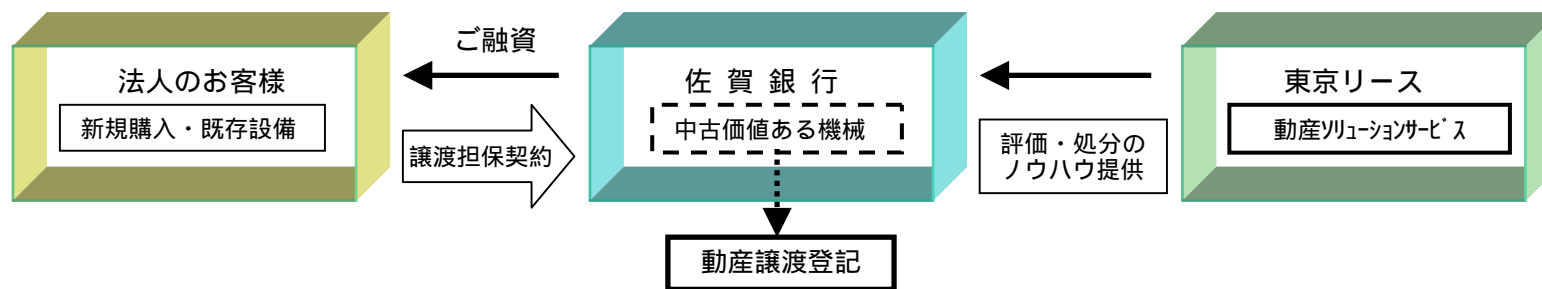 ご融資
法人のお客様
新規購入・既存設備
譲渡担保契約
佐賀銀行
中古価値ある機械
動産譲渡登記
評価・処分の
ノウハウ提供
東京リース
動産ｿﾘｭｰｼｮﾝｻｰﾋﾞｽ